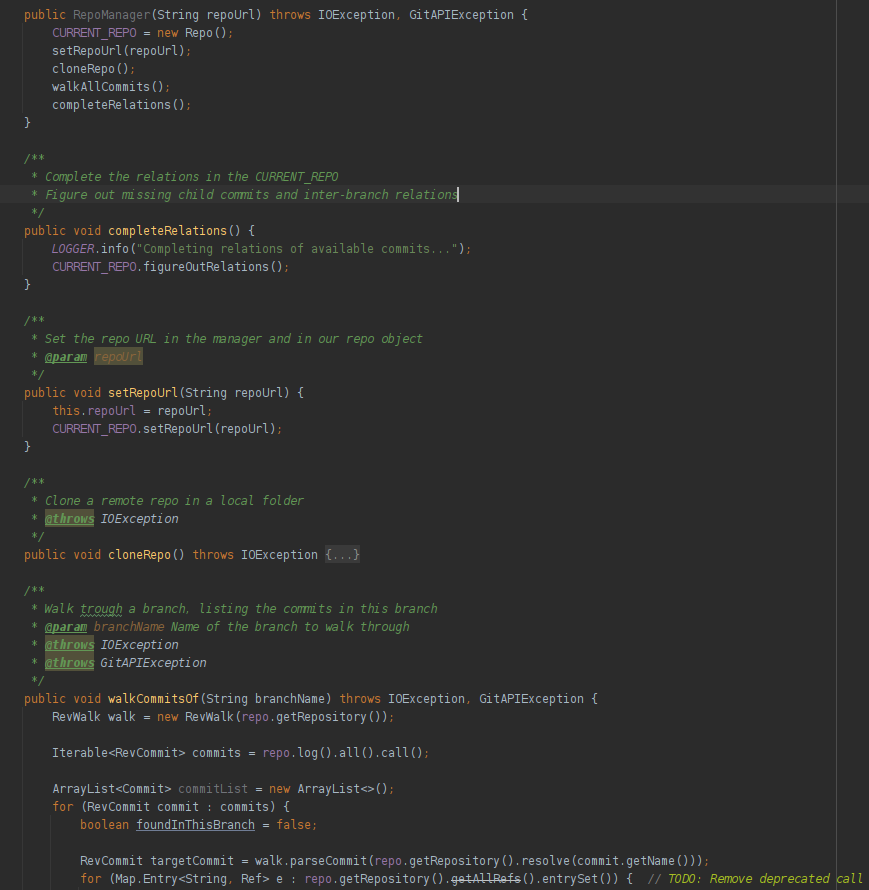 public RepoManager(String repoUrl) throws IOException, GitAPIException {
    CURRENT_REPO = new Repo();
    setRepoUrl(repoUrl);
    cloneRepo();
    walkAllCommits();
    completeRelations();
}
/**
 * Complete the relations in the CURRENT_REPO
 * Figure out missing child commits and inter-branch relations
 */
public void completeRelations() {
    LOGGER.info("Completing relations of available commits...");
    CURRENT_REPO.figureOutRelations();
}
/**
 * Set the repo URL in the manager and in our repo object
 * @param repoUrl
 */
public void setRepoUrl(String repoUrl) {
    this.repoUrl = repoUrl;
    CURRENT_REPO.setRepoUrl(repoUrl);
}
/**
 * Clone a remote repo in a local folder
 * @throws IOException
 */
public void cloneRepo() throws IOException {...}
/**
 * Walk trough a branch, listing the commits in this branch
 * @param branchName Name of the branch to walk through
 * @throws IOException
 * @throws GitAPIException
 */
public void walkCommitsOf(String branchName) throws IOException, GitAPIException {
    RevWalk walk = new RevWalk(repo.getRepository());
    Iterable<RevCommit> commits = repo.log().all().call();
    ArrayList<Commit> commitList = new ArrayList<>();
    for (RevCommit commit : commits) {
        boolean foundInThisBranch = false;
        RevCommit targetCommit = walk.parseCommit(repo.getRepository().resolve(commit.getName()));
        for (Map.Entry<String, Ref> e : repo.getRepository().getAllRefs().entrySet()) {  // TODO: Remove deprecated call